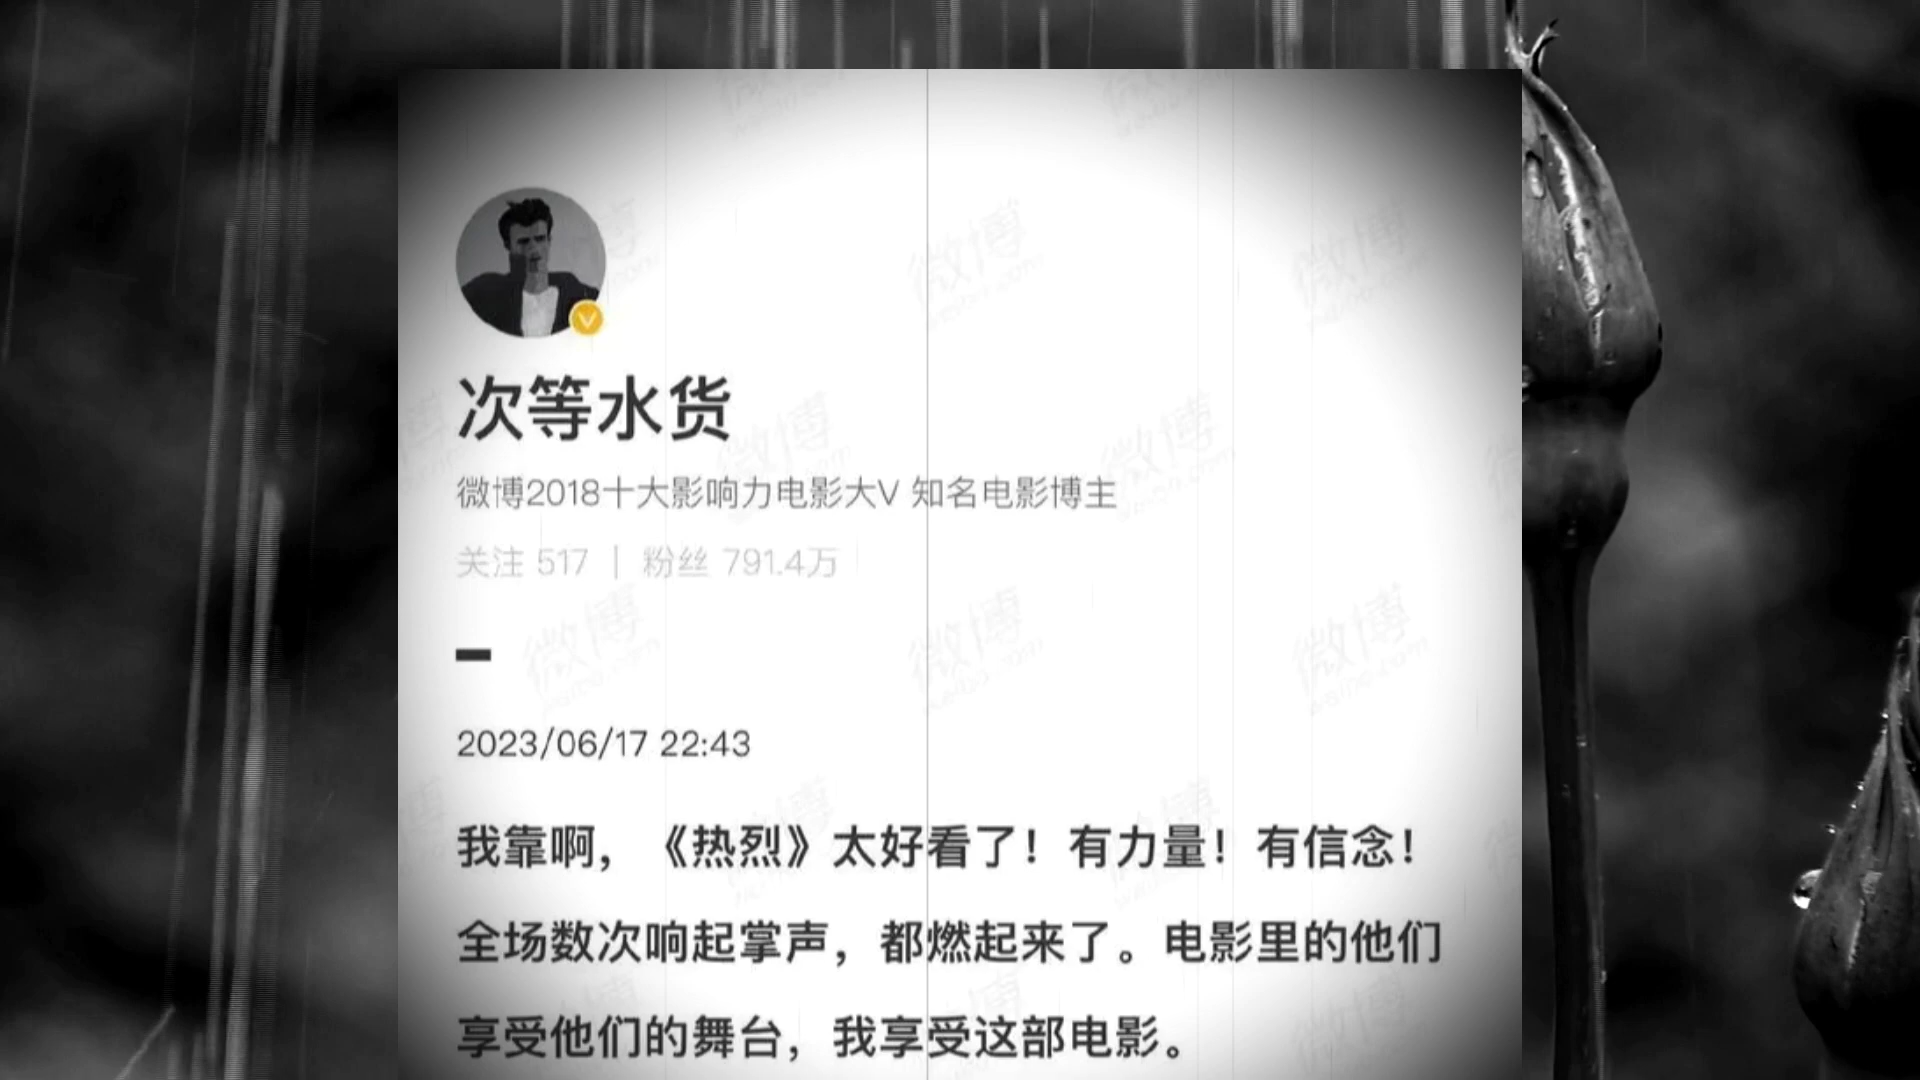 次等水货
微博2018十大影响力电影大V 知名电影博主
关注 517 | 粉丝 791.4万
2023/06/17 22:43
我靠啊，《热烈》太好看了！有力量！有信念！
全场数次响起掌声，都燃起来了。电影里的他们
享受他们的舞台，我享受这部电影。